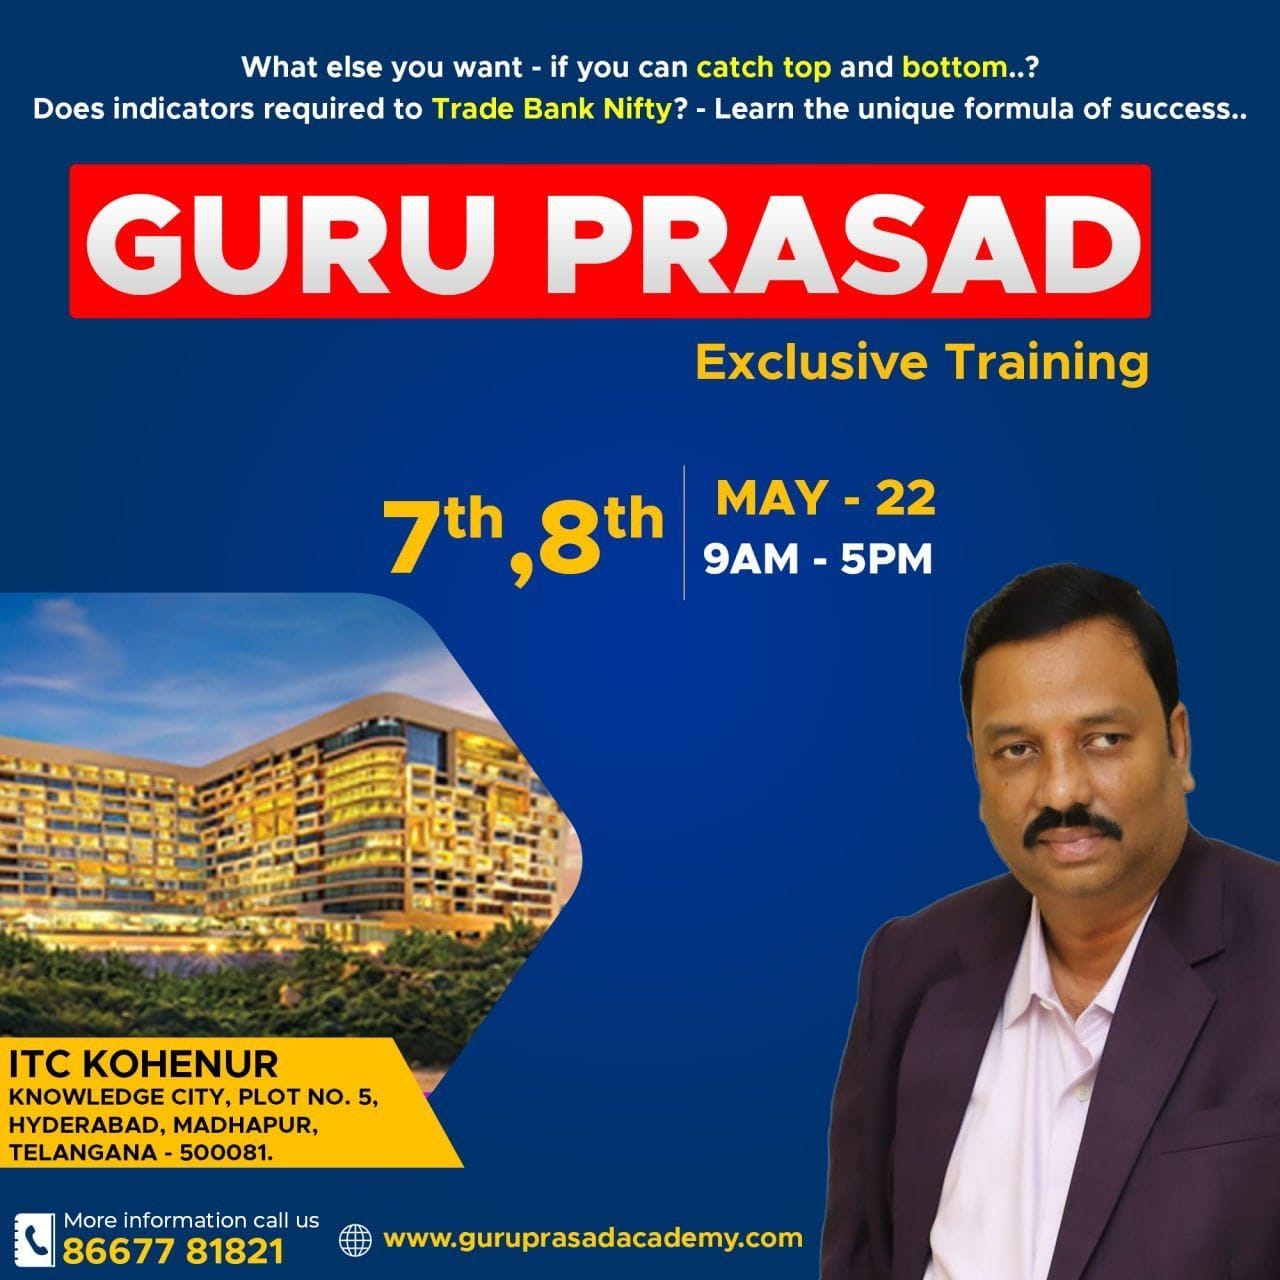 What else you want - if you can catch top and bottom..?
Does indicators required to Trade Bank Nifty? - Learn the unique formula of success..
GURU PRASAD
Exclusive Training
7th,8th
MAY - 22
9AM - 5PM
ITC KOHENUR
KNOWLEDGE CITY, PLOT NO. 5,
HYDERABAD, MADHAPUR,
TELANGANA - 500081.
More information call us
86677 81821
www.guruprasadacademy.com